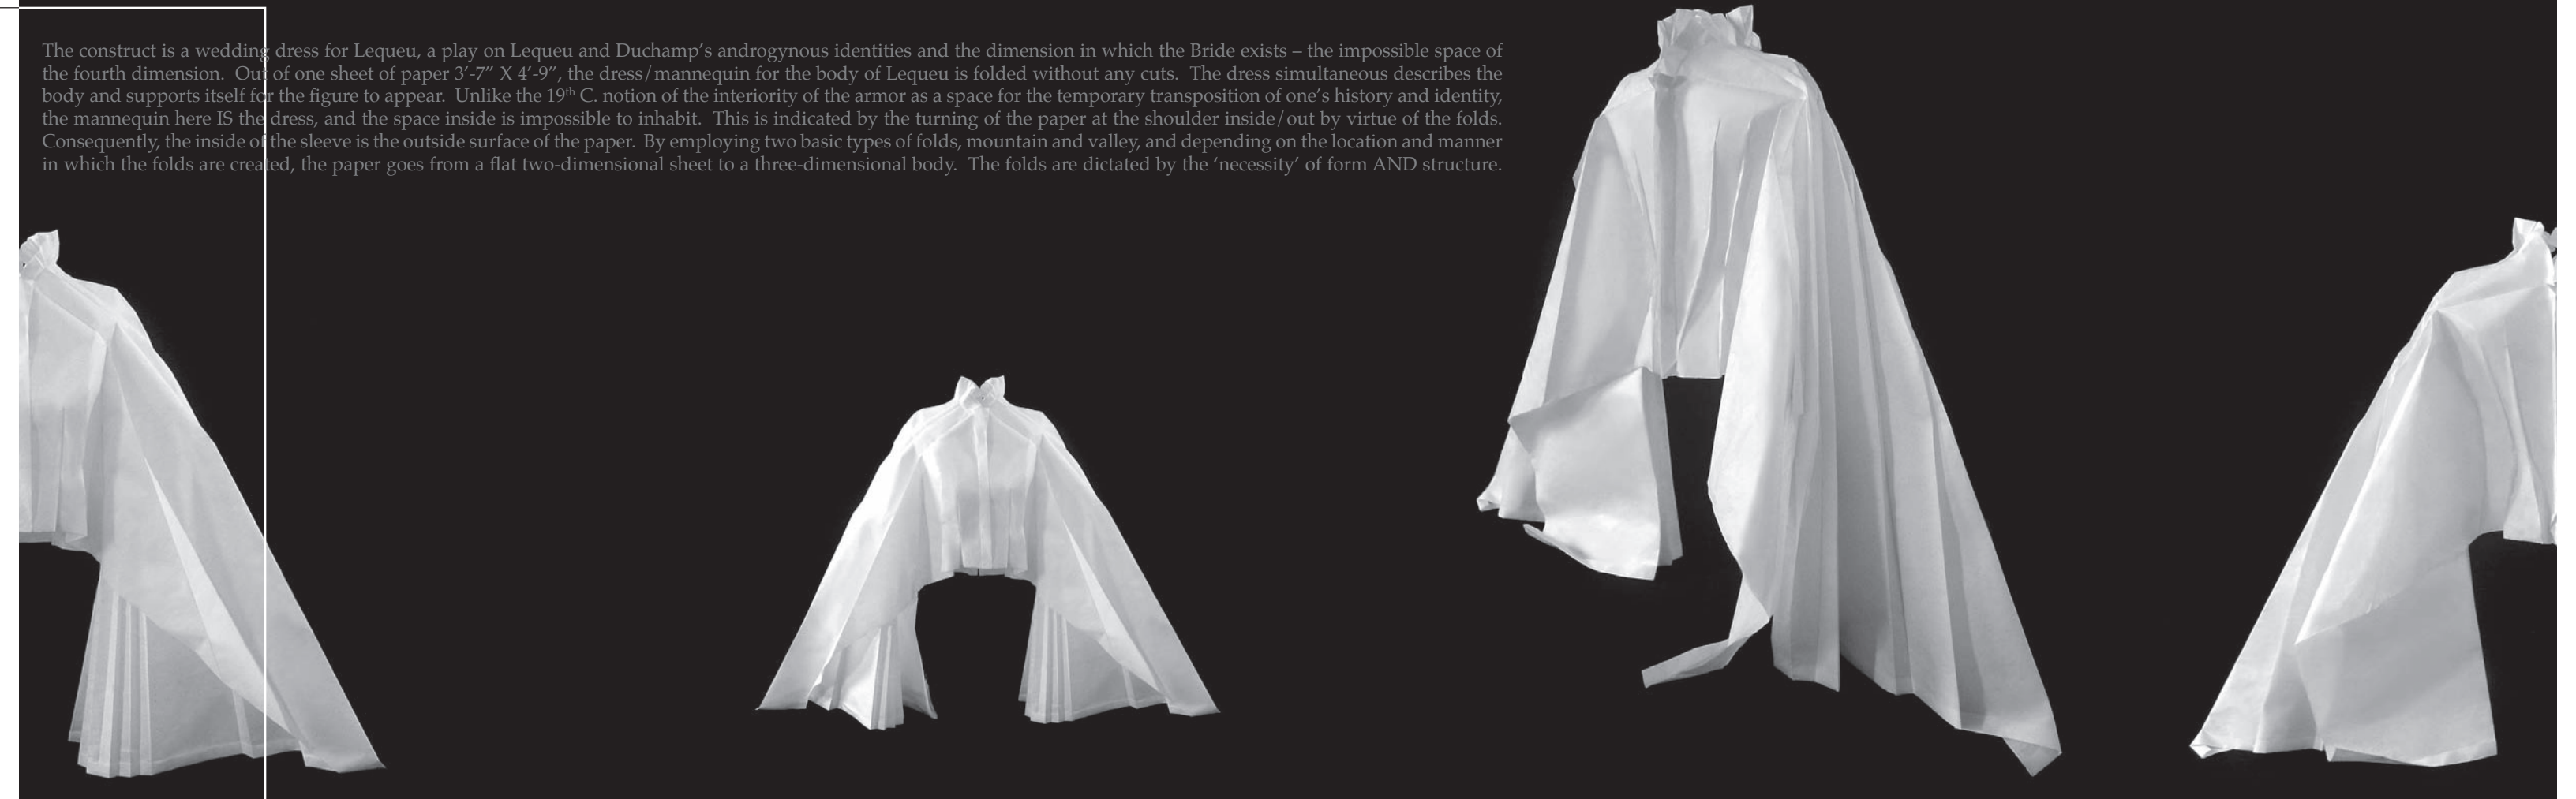 The construct is a wedding dress for Lequeu, a play on Lequeu and Duchamp’s androgynous identities and the dimension in which the Bride exists – the impossible space of
the fourth dimension.  Out of one sheet of paper 3′-7″ X 4′-9″, the dress/mannequin for the body of Lequeu is folded without any cuts.  The dress simultaneous describes the
body and supports itself for the figure to appear.  Unlike the 19th C. notion of the interiority of the armor as a space for the temporary transposition of one’s history and identity,
the mannequin here IS the dress, and the space inside is impossible to inhabit.  This is indicated by the turning of the paper at the shoulder inside/out by virtue of the folds.
Consequently, the inside of the sleeve is the outside surface of the paper.  By employing two basic types of folds, mountain and valley, and depending on the location and manner
in which the folds are created, the paper goes from a flat two-dimensional sheet to a three-dimensional body.  The folds are dictated by the ‘necessity’ of form AND structure.